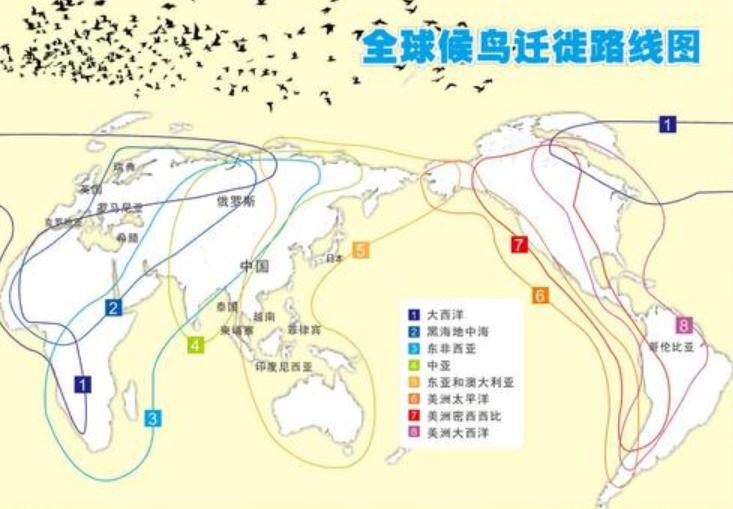 全球候鸟迁徙路线图
1
瑞典
英国
罗马尼亚
俄罗斯
希腊
中国
日本
5
7
2
6
泰国
越南
柬埔寨
菲律宾
4
印度尼西亚
8
哥伦比亚
1
3
1 大西洋
2 黑海地中海
3 东非西亚
4 中亚
5 东亚和澳大利亚
6 美洲太平洋
7 美洲密西西比
8 美洲大西洋